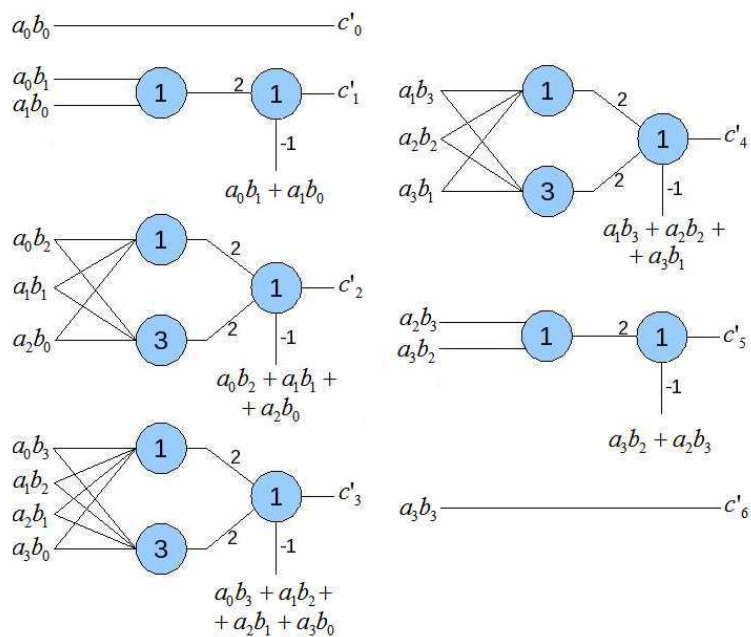 a₀b₀ c'₀
a₀b₁
a₁b₀
1 2 1 c'₁
-1
a₀b₁ + a₁b₀
a₀b₂
a₁b₁
a₂b₀
1 2
3 2
1 c'₂
-1
a₀b₂ + a₁b₁ +
+ a₂b₀
a₀b₃
a₁b₂
a₂b₁
a₃b₀
1 2
3 2
1 c'₃
-1
a₀b₃ + a₁b₂ +
+ a₂b₁ + a₃b₀
a₁b₃
a₂b₂
a₃b₁
1 2
3 2
1 c'₄
-1
a₁b₃ + a₂b₂ +
+ a₃b₁
a₂b₃
a₃b₂
1 2 1 c'₅
-1
a₃b₂ + a₂b₃
a₃b₃ c'₆